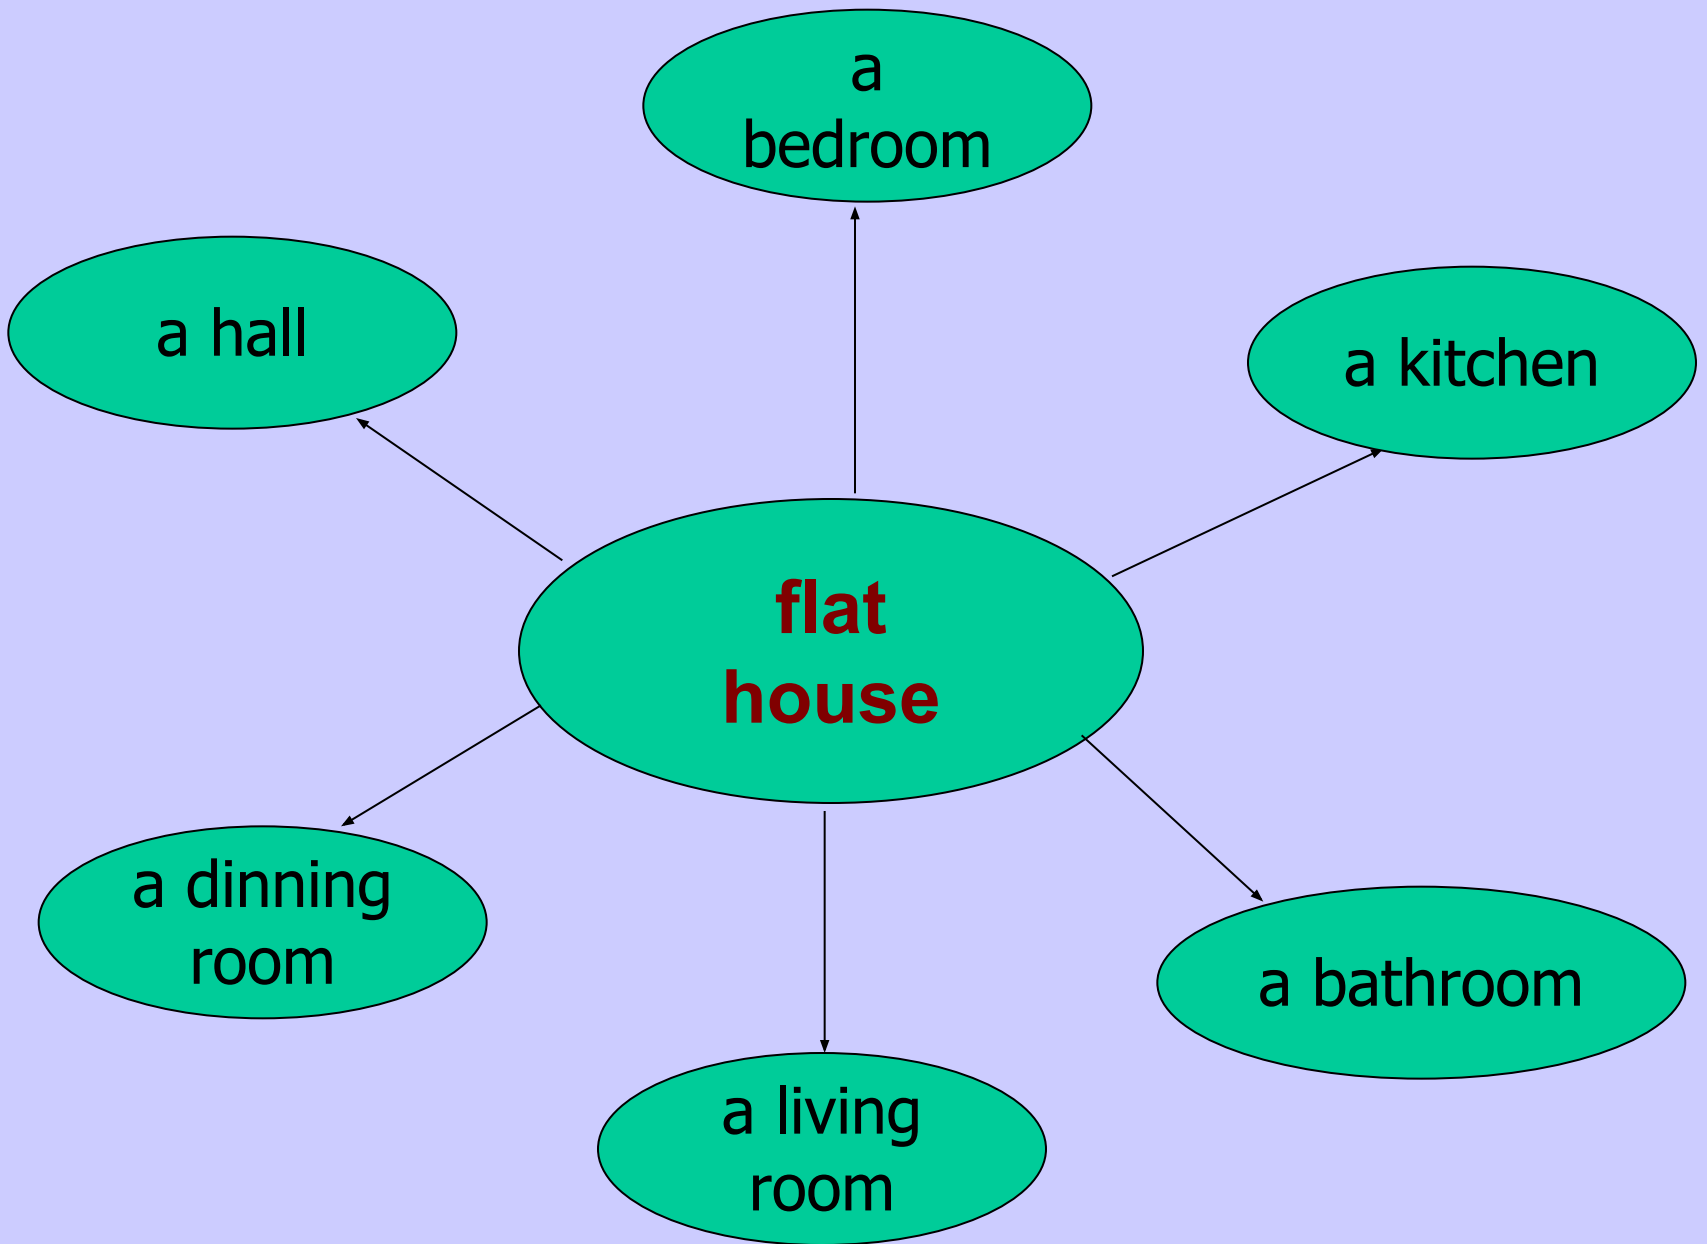 a
bedroom
a hall
a kitchen
flat
house
a dinning
room
a bathroom
a living
room